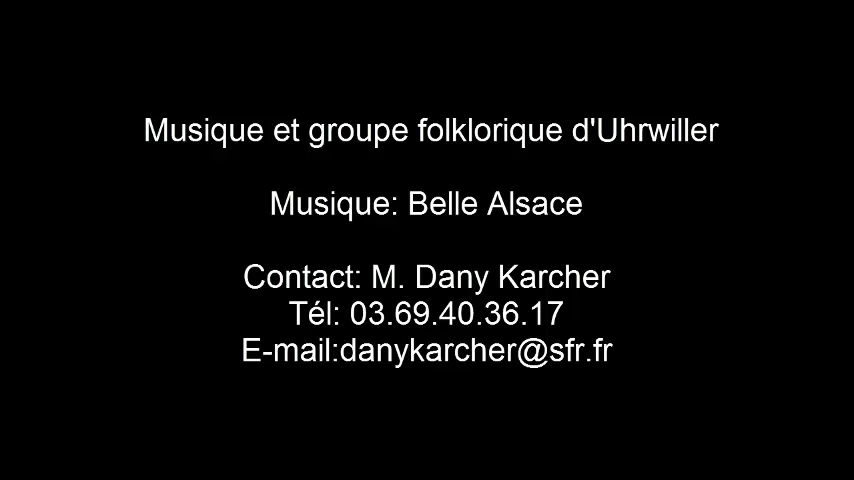 Musique et groupe folklorique d'Uhrwiller
Musique: Belle Alsace
Contact: M. Dany Karcher
Tél: 03.69.40.36.17
E-mail:danykarcher@sfr.fr